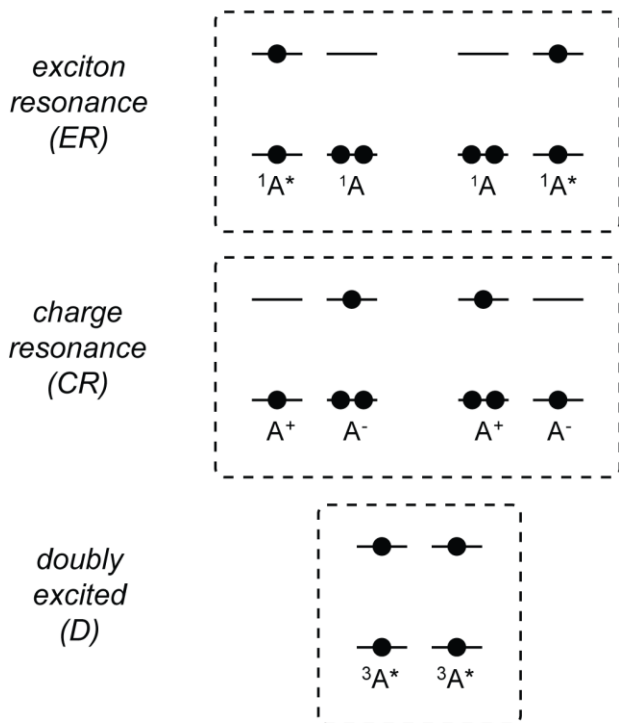 exciton
resonance
(ER)
¹A* ¹A ¹A ¹A*
charge
resonance
(CR)
A⁺ A⁻ A⁺ A⁻
doubly
excited
(D)
³A* ³A*